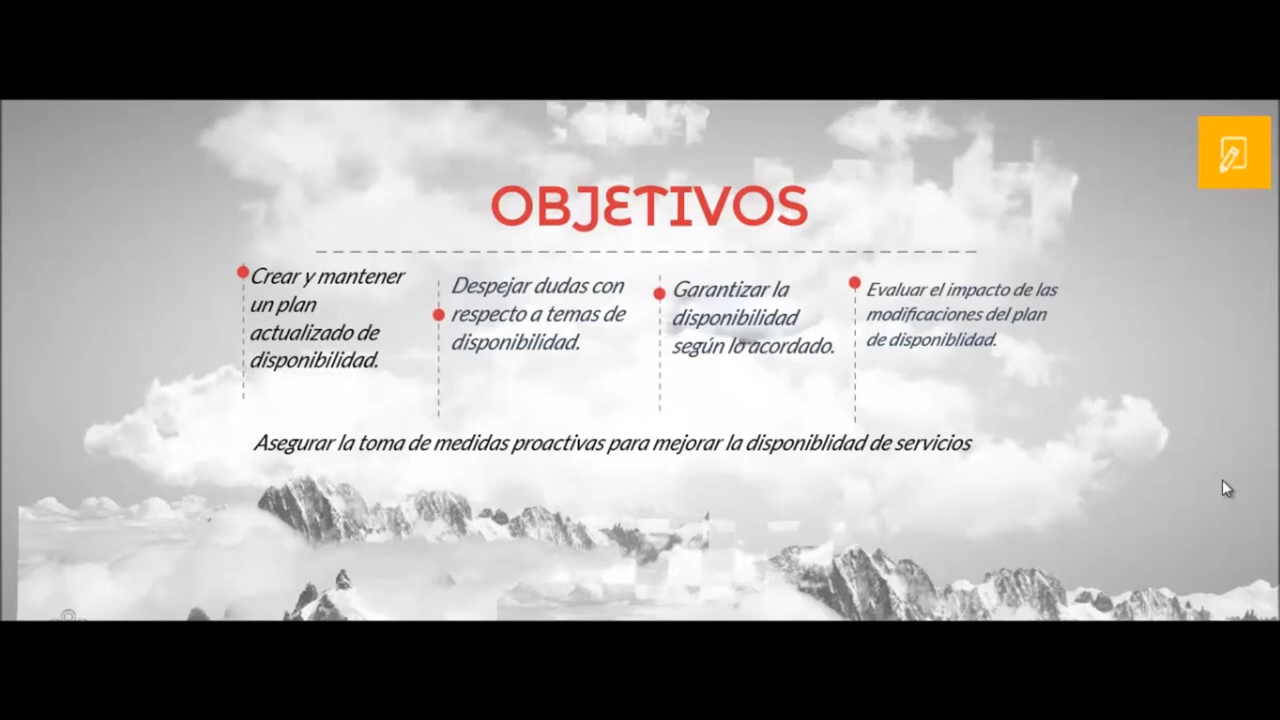 OBJETIVOS
Crear y mantener
un plan
actualizado de
disponibilidad.
Despejar dudas con
respecto a temas de
disponibilidad.
Garantizar la
disponibilidad
según lo acordado.
Evaluar el impacto de las
modificaciones del plan
de disponiblidad.
Asegurar la toma de medidas proactivas para mejorar la disponiblidad de servicios